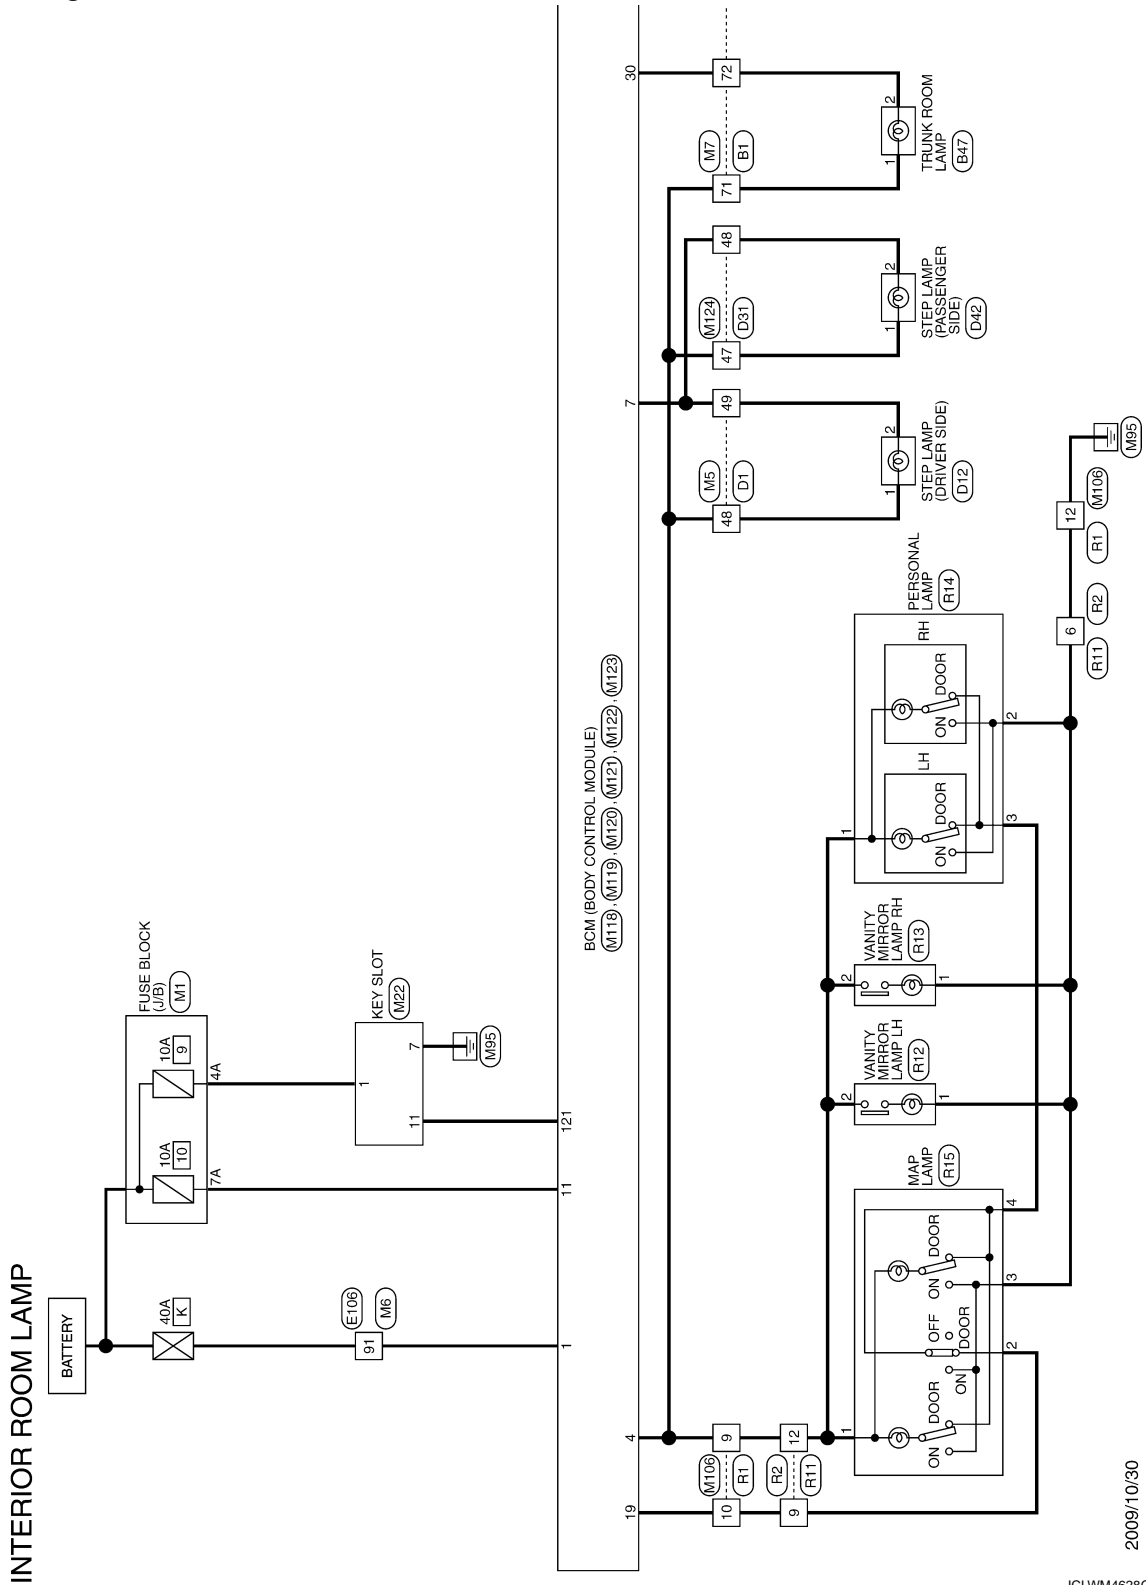 INTERIOR ROOM LAMP
BATTERY
40A
K
E106
91
M6
1
10A
10
10A
9
FUSE BLOCK
(J/B)
M1
7A
4A
KEY SLOT
M22
1
7
11
M95
11
121
BCM (BODY CONTROL MODULE)
M118 , M119 , M120 , M121 , M122 , M123
19
4
7
30
M106
10
9
R1
R2
9
12
R11
MAP
LAMP
R15
1
ON
DOOR
ON
OFF
DOOR
ON
DOOR
2
3
4
VANITY
MIRROR
LAMP LH
R12
2
1
VANITY
MIRROR
LAMP RH
R13
2
1
PERSONAL
LAMP
R14
1
LH
ON
DOOR
RH
ON
DOOR
3
2
R11
6
R2
R1
12
M106
M95
M5
48
49
D1
1
2
STEP LAMP
(DRIVER SIDE)
D12
M124
47
48
D31
1
2
STEP LAMP
(PASSENGER
SIDE)
D42
M7
71
72
B1
1
2
TRUNK ROOM
LAMP
B47
2009/10/30